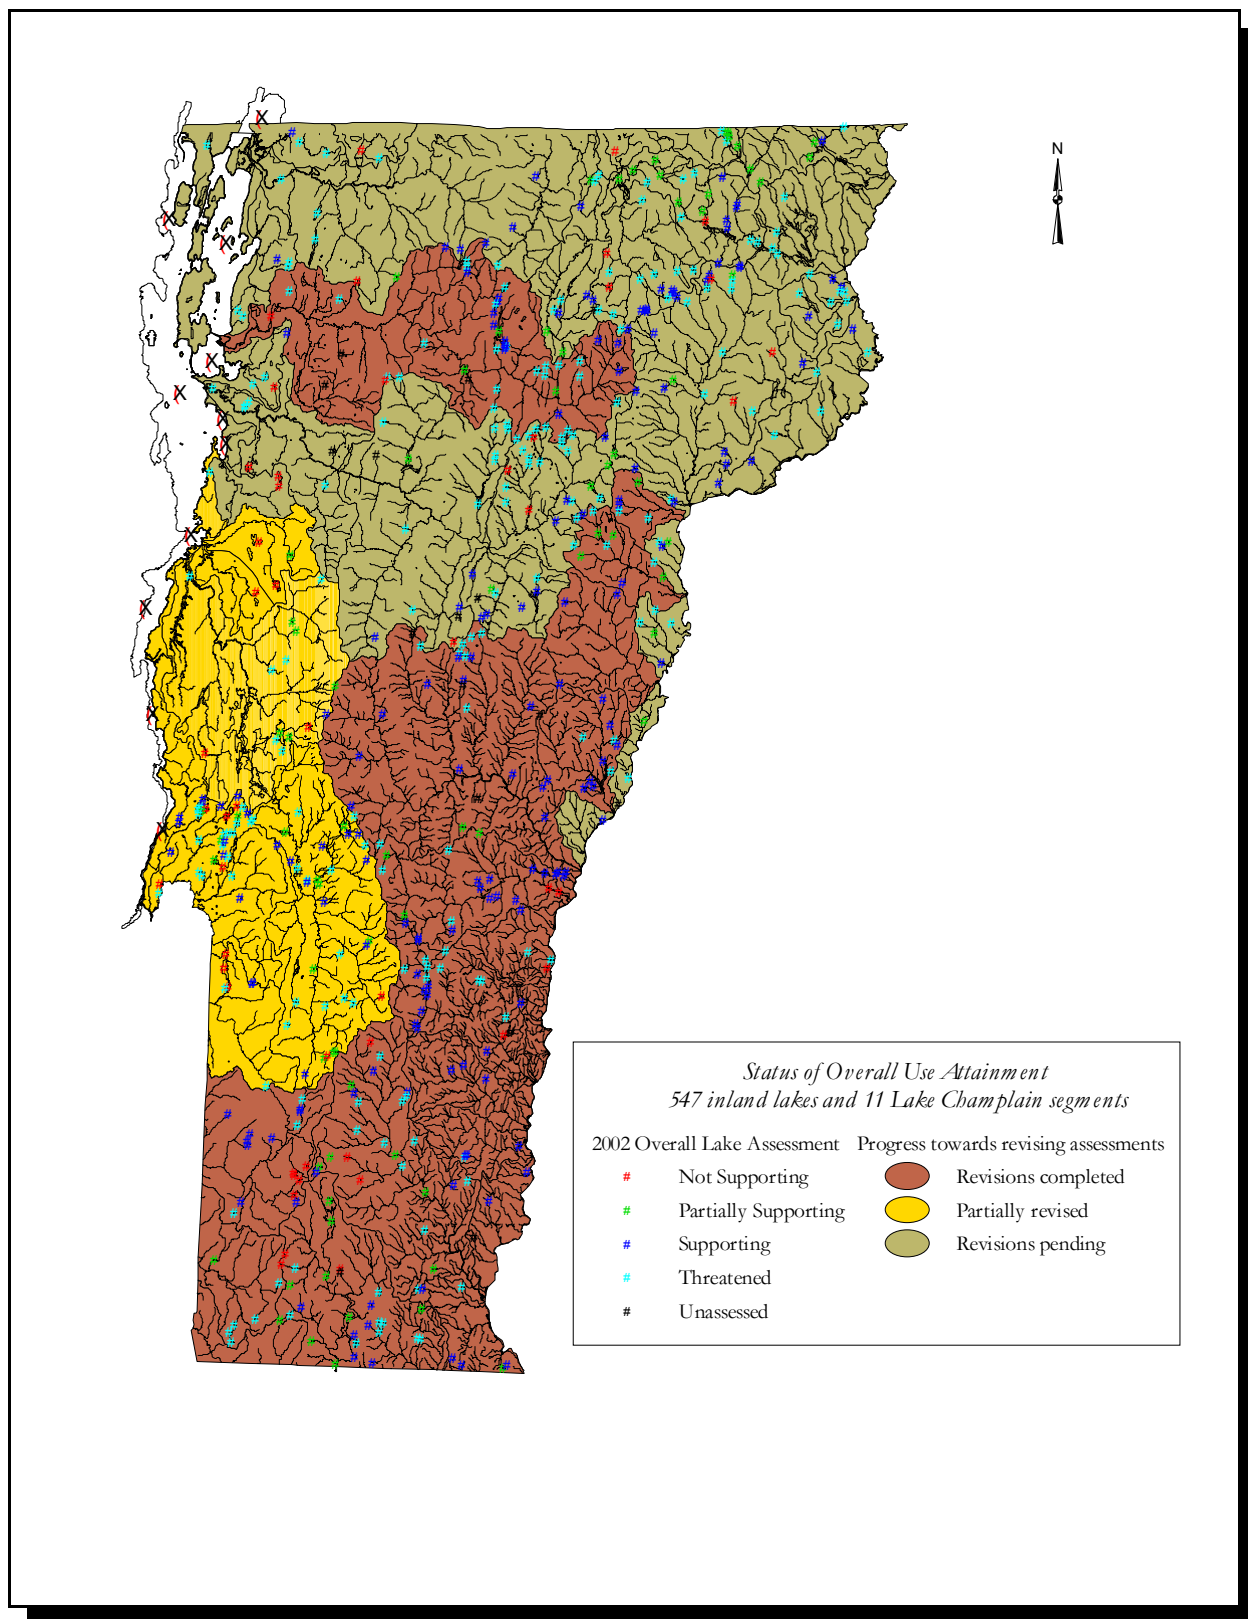 N
Status of Overall Use Attainment
547 inland lakes and 11 Lake Champlain segments
2002 Overall Lake Assessment Progress towards revising assessments
# Not Supporting Revisions completed
# Partially Supporting Partially revised
# Supporting Revisions pending
# Threatened
# Unassessed